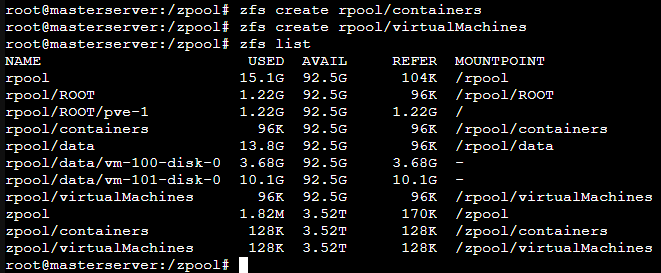 root@masterserver:/zpool# zfs create rpool/containers
root@masterserver:/zpool# zfs create rpool/virtualMachines
root@masterserver:/zpool# zfs list
NAME USED AVAIL REFER MOUNTPOINT
rpool 15.1G 92.5G 104K /rpool
rpool/ROOT 1.22G 92.5G 96K /rpool/ROOT
rpool/ROOT/pve-1 1.22G 92.5G 1.22G /
rpool/containers 96K 92.5G 96K /rpool/containers
rpool/data 13.8G 92.5G 96K /rpool/data
rpool/data/vm-100-disk-0 3.68G 92.5G 3.68G -
rpool/data/vm-101-disk-0 10.1G 92.5G 10.1G -
rpool/virtualMachines 96K 92.5G 96K /rpool/virtualMachines
zpool 1.82M 3.52T 170K /zpool
zpool/containers 128K 3.52T 128K /zpool/containers
zpool/virtualMachines 128K 3.52T 128K /zpool/virtualMachines
root@masterserver:/zpool#